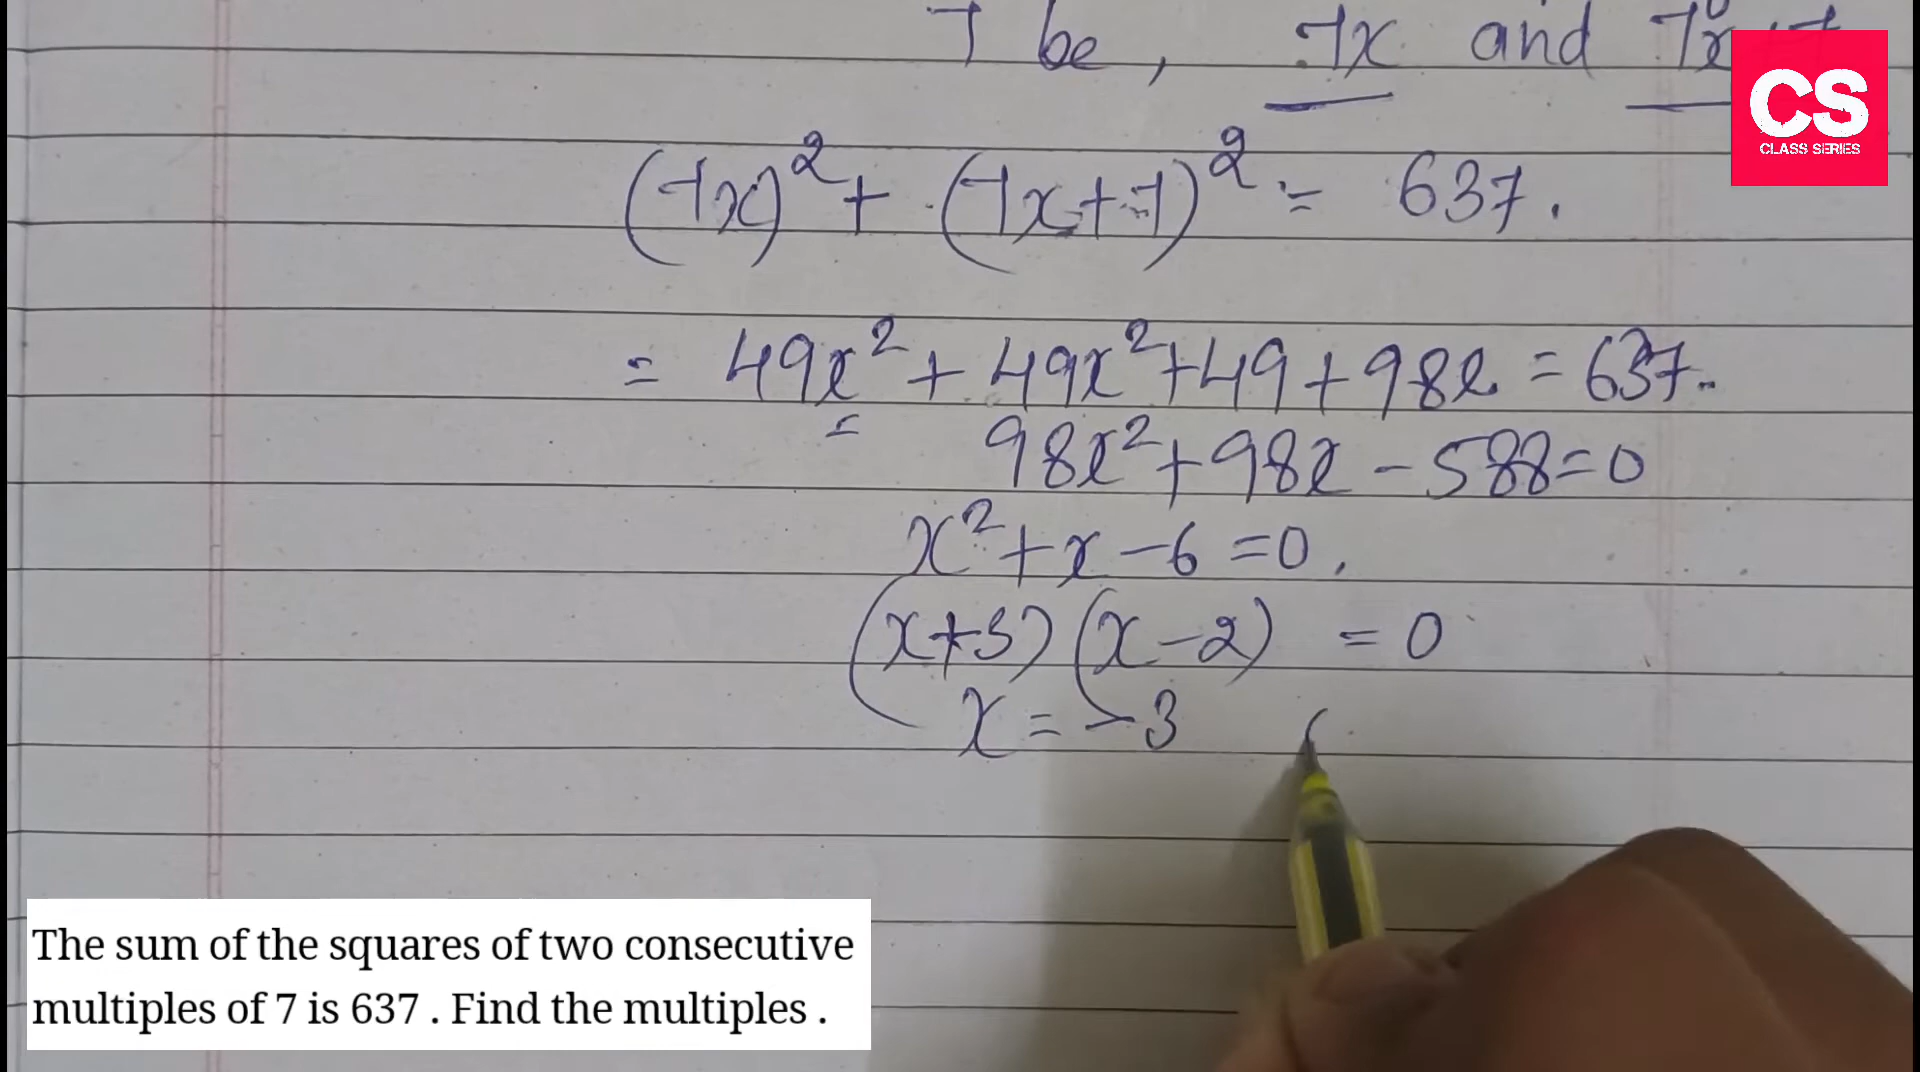 7 be, 7x and 7x+7
CS
CLASS SERIES
(7x)² + (7x+7)² = 637.
= 49x² + 49x² + 49 + 98x = 637.
= 98x² + 98x - 588 = 0
x² + x - 6 = 0.
(x+3) (x-2) = 0
x = -3
The sum of the squares of two consecutive
multiples of 7 is 637 . Find the multiples .